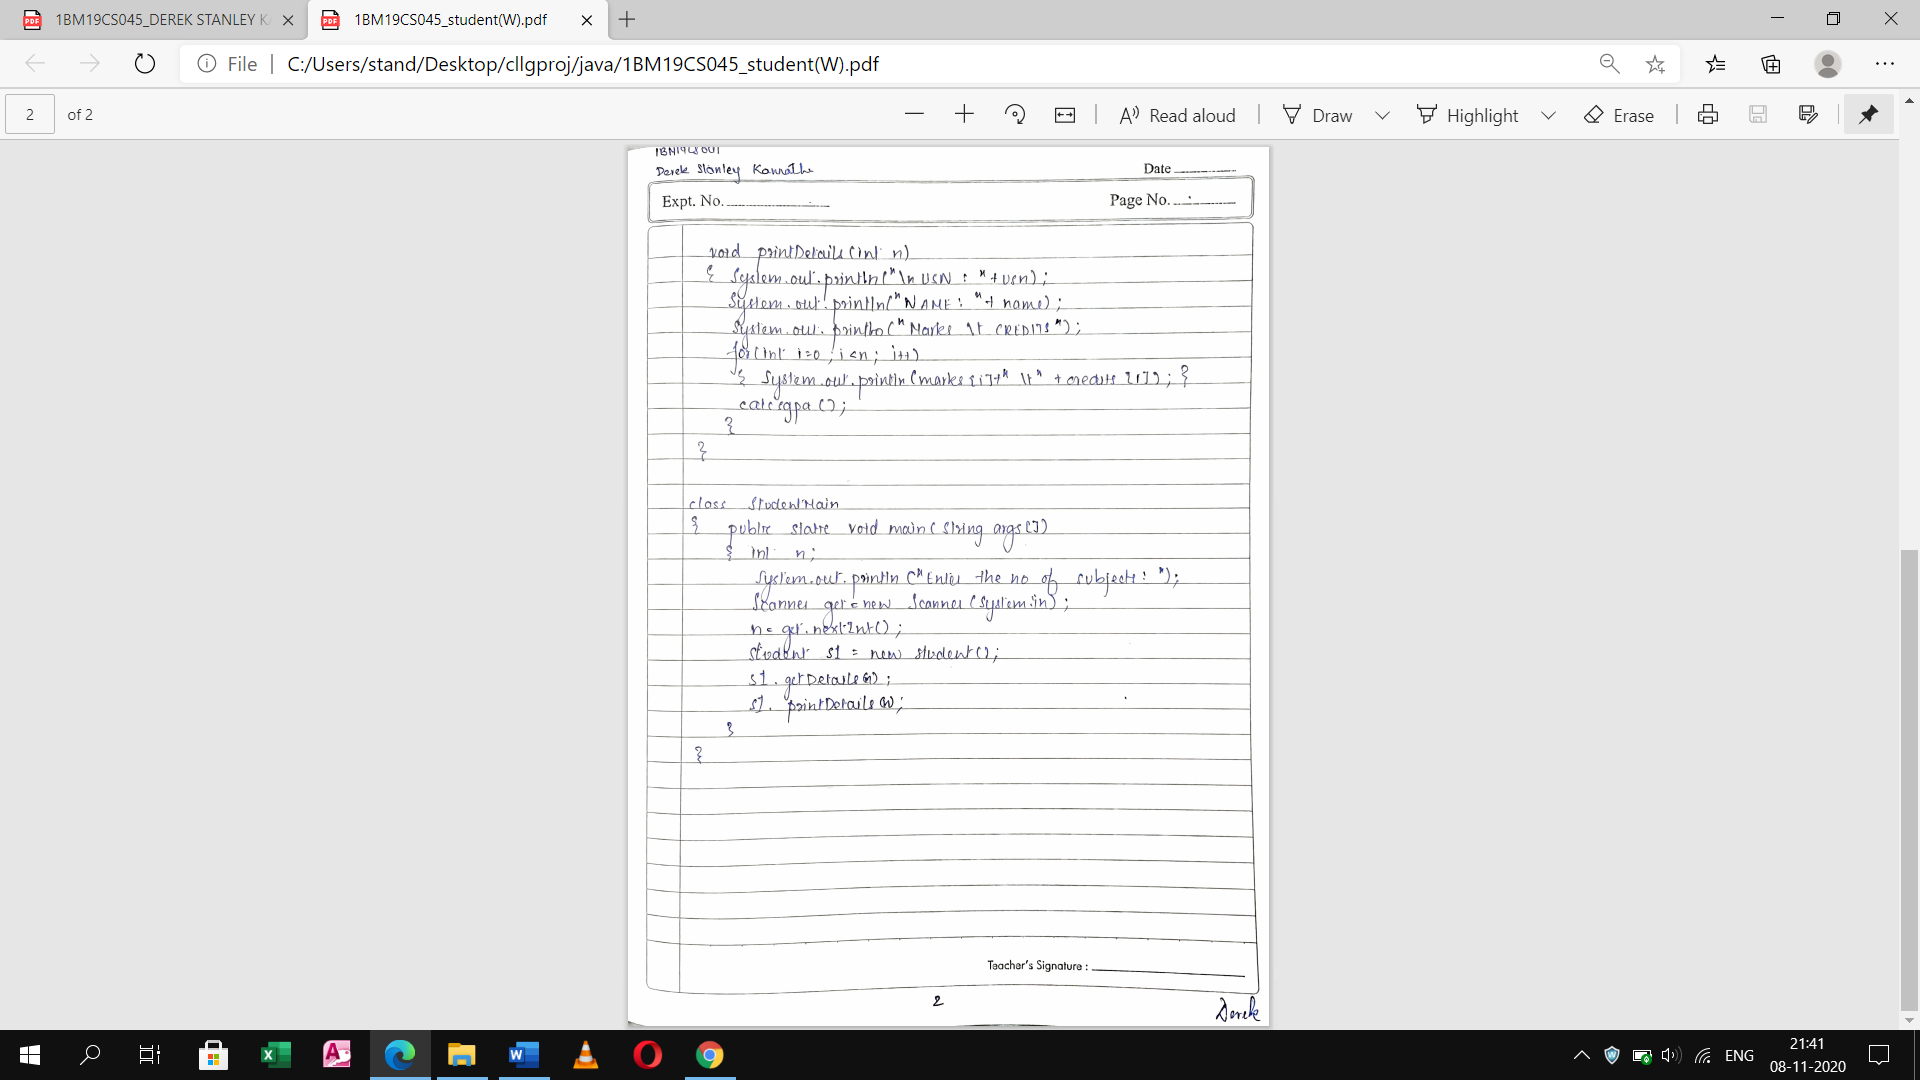 1BM19CS045_DEREK STANLEY K
1BM19CS045_student(W).pdf
File
C:/Users/stand/Desktop/cllgproj/java/1BM19CS045_student(W).pdf
2 of 2
Read aloud
Draw
Highlight
Erase
Derek Stanley
Date
Expt. No.
Page No.
void printDetails(int n)
{ System.out.println("\n USN : "+usn);
System.out.println("NAME: "+ name);
System.out.println("Marks \t CREDITS");
for(int i=0 ; i<n; i++)
{ System.out.println(marks[i]+" \t" + credits[i]); }
calcsgpa();
}
}
class StudentMain
{ public static void main(String args[])
{ int n;
System.out.println("Enter the no of subjects: ");
Scanner get=new Scanner(System.in);
n= get.nextInt();
Student s1 = new Student();
s1.getDetails(n);
s1. printDetails(n);
}
}
Teacher's Signature :
2
Derek
ENG
21:41
08-11-2020